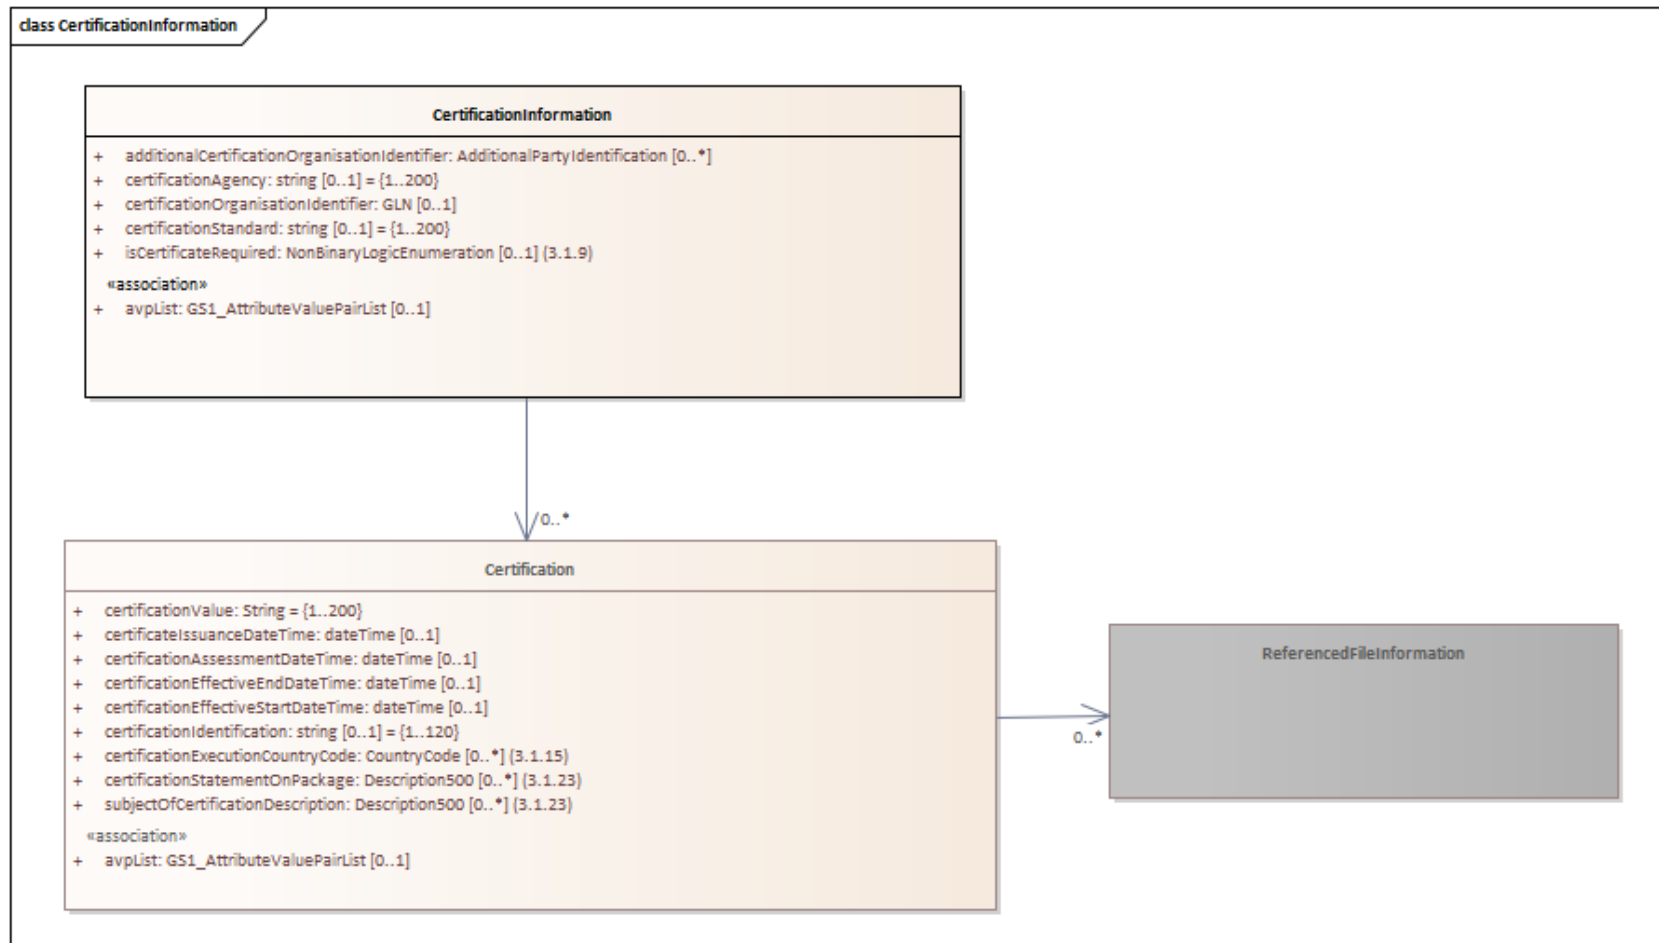 class CertificationInformation
CertificationInformation
+ additionalCertificationOrganisationIdentifier: AdditionalPartyIdentification [0..*]
+ certificationAgency: string [0..1] = {1..200}
+ certificationOrganisationIdentifier: GLN [0..1]
+ certificationStandard: string [0..1] = {1..200}
+ isCertificateRequired: NonBinaryLogicEnumeration [0..1] (3.1.9)
«association»
+ avpList: GS1_AttributeValuePairList [0..1]
0..*
Certification
+ certificationValue: String = {1..200}
+ certificateIssuanceDateTime: dateTime [0..1]
+ certificationAssessmentDateTime: dateTime [0..1]
+ certificationEffectiveEndDateTime: dateTime [0..1]
+ certificationEffectiveStartDateTime: dateTime [0..1]
+ certificationIdentification: string [0..1] = {1..120}
+ certificationExecutionCountryCode: CountryCode [0..*] (3.1.15)
+ certificationStatementOnPackage: Description500 [0..*] (3.1.23)
+ subjectOfCertificationDescription: Description500 [0..*] (3.1.23)
«association»
+ avpList: GS1_AttributeValuePairList [0..1]
ReferencedFileInformation
0..*